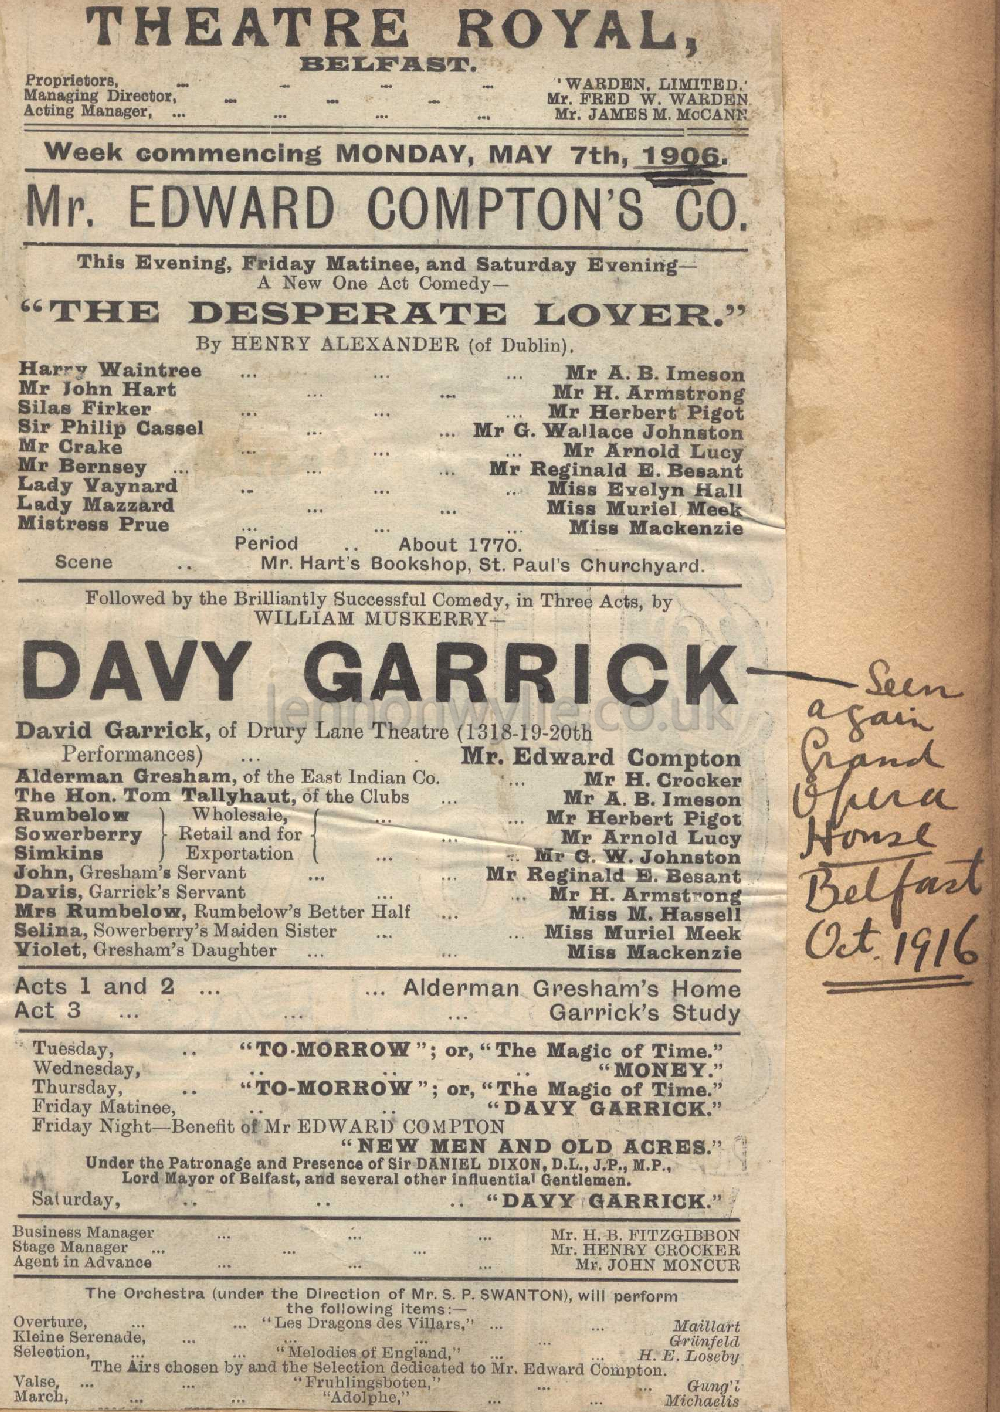 THEATRE ROYAL,
BELFAST.
Proprietors, ... ... ... ... 'WARDEN, LIMITED.'
Managing Director, ... ... ... Mr. FRED W. WARDEN
Acting Manager, ... ... ... ... Mr. JAMES M. McCANN
Week commencing MONDAY, MAY 7th, 1906.
Mr. EDWARD COMPTON'S CO.
This Evening, Friday Matinee, and Saturday Evening—
A New One Act Comedy—
"THE DESPERATE LOVER."
By HENRY ALEXANDER (of Dublin).
Harry Waintree ... ... ... Mr A. B. Imeson
Mr John Hart ... ... Mr H. Armstrong
Silas Firker ... ... ... Mr Herbert Pigot
Sir Philip Cassel ... ... Mr G. Wallace Johnston
Mr Crake ... ... ... Mr Arnold Lucy
Mr Bernsey ... ... ... Mr Reginald E. Besant
Lady Vaynard ... ... ... Miss Evelyn Hall
Lady Mazzard ... ... Miss Muriel Meek
Mistress Prue ... ... ... Miss Mackenzie
Period .. About 1770.
Scene .. Mr. Hart's Bookshop, St. Paul's Churchyard.
Followed by the Brilliantly Successful Comedy, in Three Acts, by
WILLIAM MUSKERRY—
DAVY GARRICK
Seen
again
Grand
Opera
House
Belfast
Oct. 1916
lennonwylie.co.uk
David Garrick, of Drury Lane Theatre (1318-19-20th
Performances) ... . Mr. Edward Compton
Alderman Gresham, of the East Indian Co. ... Mr H. Crocker
The Hon. Tom Tallyhaut, of the Clubs ... Mr A. B. Imeson
Rumbelow } Wholesale, { ... ... Mr Herbert Pigot
Sowerberry } Retail and for { Mr Arnold Lucy
Simkins } Exportation { ... ... Mr G. W. Johnston
John, Gresham's Servant ... ... Mr Reginald E. Besant
Davis, Garrick's Servant ... ... Mr H. Armstrong
Mrs Rumbelow, Rumbelow's Better Half ... Miss M. Hassell
Selina, Sowerberry's Maiden Sister ... ... Miss Muriel Meek
Violet, Gresham's Daughter ... ... Miss Mackenzie
Acts 1 and 2 ... ... Alderman Gresham's Home
Act 3 ... ... ... Garrick's Study
Tuesday, .. "TO-MORROW"; or, "The Magic of Time."
Wednesday, .. .. .. "MONEY."
Thursday, .. "TO-MORROW"; or, "The Magic of Time."
Friday Matinee, .. .. "DAVY GARRICK."
Friday Night—Benefit of Mr EDWARD COMPTON
"NEW MEN AND OLD ACRES."
Under the Patronage and Presence of Sir DANIEL DIXON, D.L., J.P., M.P.,
Lord Mayor of Belfast, and several other influential Gentlemen.
Saturday, .. .. .. "DAVY GARRICK."
Business Manager ... ... ... Mr. H. B. FITZGIBBON
Stage Manager ... ... ... Mr. HENRY CROCKER
Agent in Advance ... ... ... Mr. JOHN MONCUR
The Orchestra (under the Direction of Mr. S. P. SWANTON), will perform
the following items:—
Overture, ... ... "Les Dragons des Villars," ... ... Maillart
Kleine Serenade, ... ... ... ... Grünfeld
Selection, ... ... "Melodies of England," ... ... H. E. Loseby
The Airs chosen by and the Selection dedicated to Mr. Edward Compton.
Valse, ... ... "Fruhlingsboten," ... ... Gung'l
March, ... ... "Adolphe," ... ... Michaelis